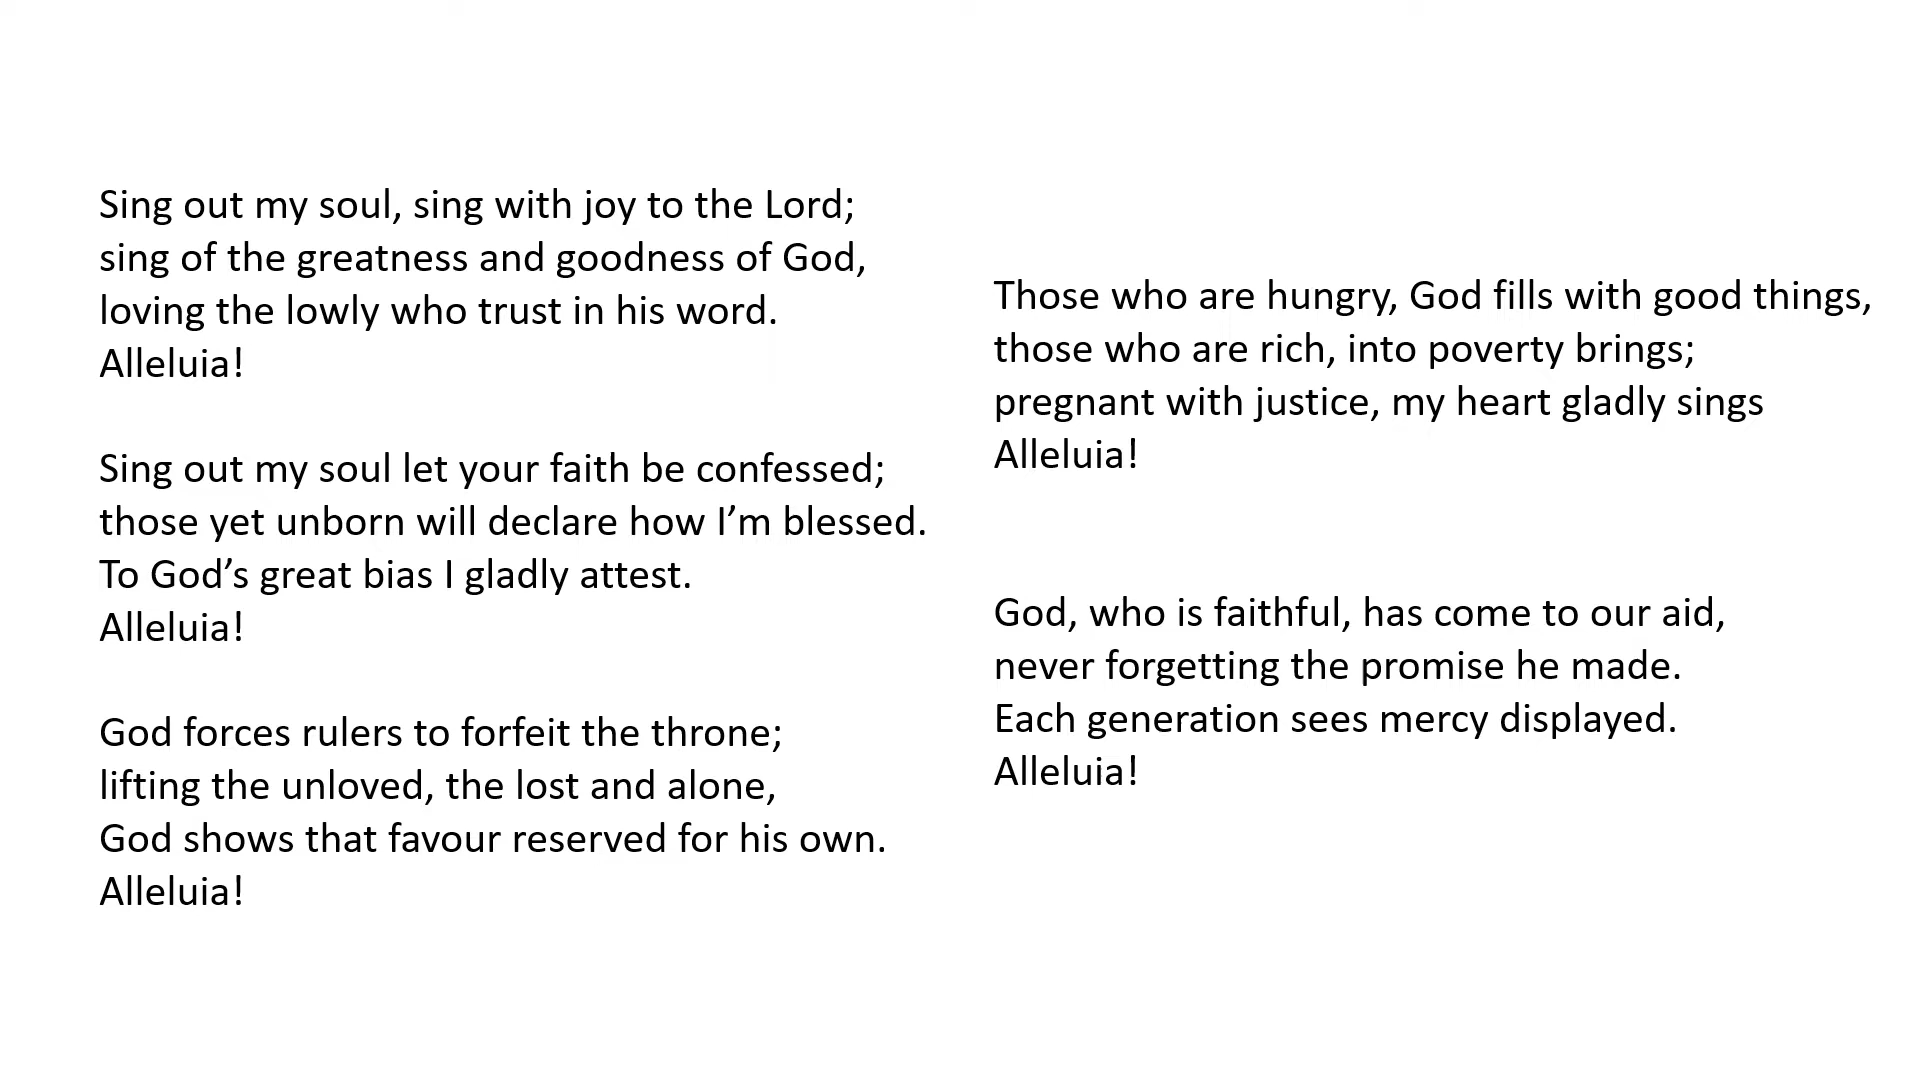 Sing out my soul, sing with joy to the Lord;
sing of the greatness and goodness of God,
loving the lowly who trust in his word.
Alleluia!
Sing out my soul let your faith be confessed;
those yet unborn will declare how I’m blessed.
To God’s great bias I gladly attest.
Alleluia!
God forces rulers to forfeit the throne;
lifting the unloved, the lost and alone,
God shows that favour reserved for his own.
Alleluia!
Those who are hungry, God fills with good things,
those who are rich, into poverty brings;
pregnant with justice, my heart gladly sings
Alleluia!
God, who is faithful, has come to our aid,
never forgetting the promise he made.
Each generation sees mercy displayed.
Alleluia!